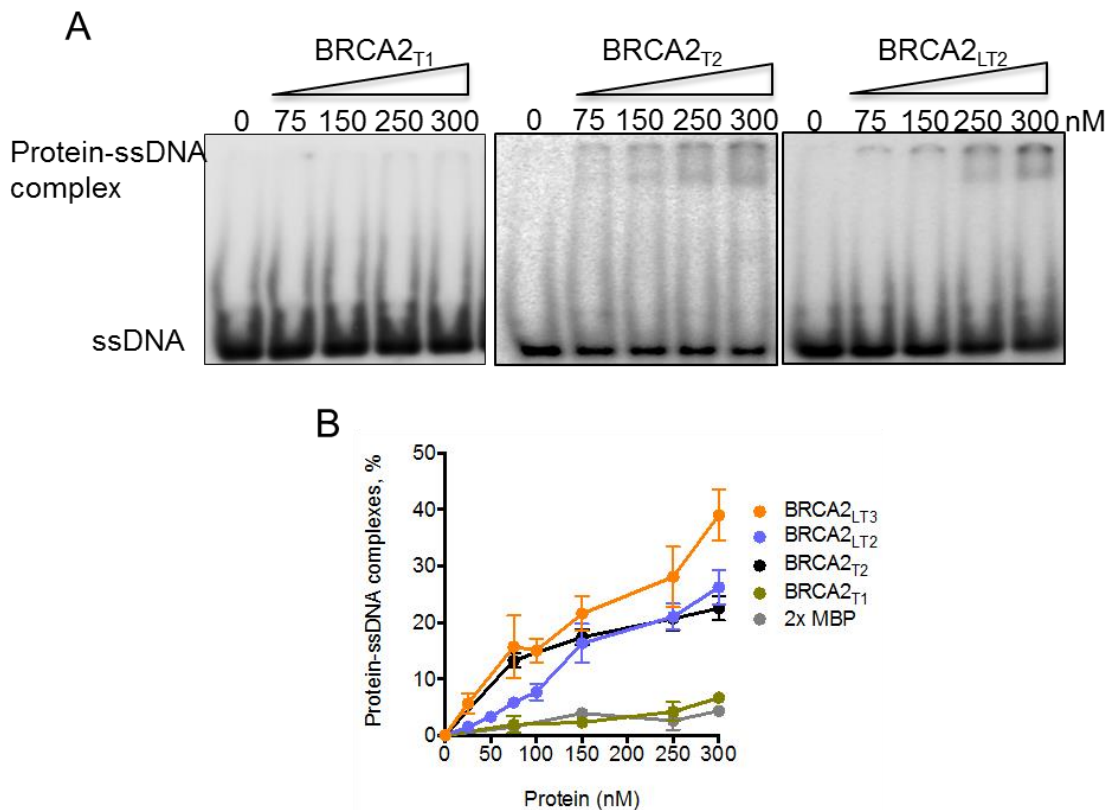 A
BRCA2T1 BRCA2T2 BRCA2LT2
0 75 150 250 300 0 75 150 250 300 0 75 150 250 300 nM
Protein-ssDNA
complex
ssDNA
B
Protein-ssDNA complexes, %
50
40
30
20
10
0
0 50 100 150 200 250 300
Protein (nM)
BRCA2LT3
BRCA2LT2
BRCA2T2
BRCA2T1
2x MBP